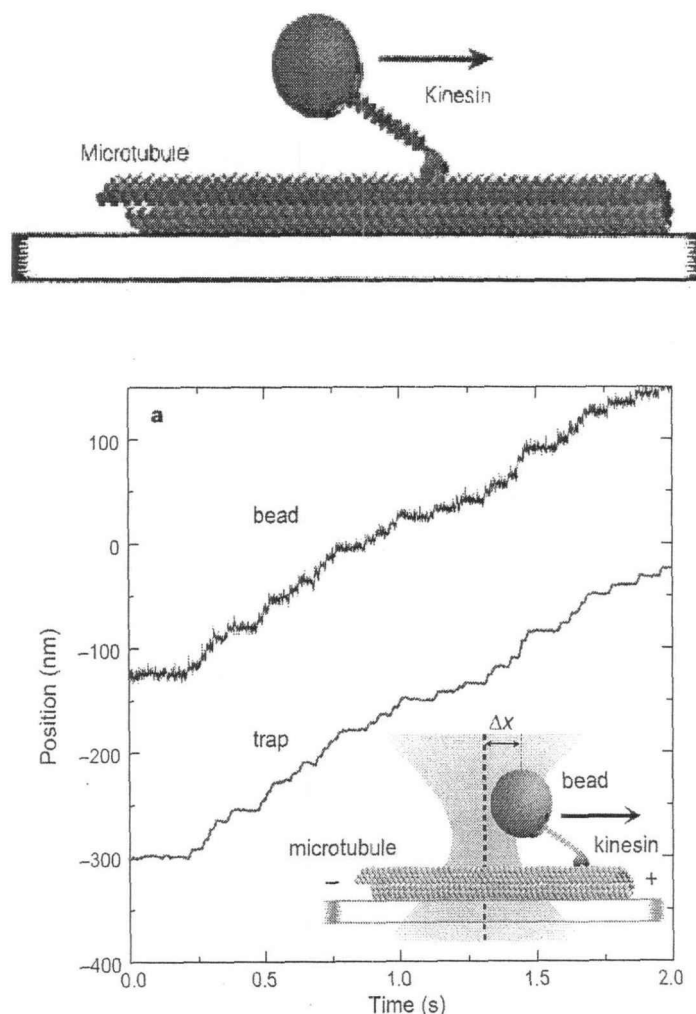 Kinesin
Microtubule
a
100
bead
0
−100
Position (nm)
trap
−200
Δx
bead
microtubule
kinesin
−300
−
+
−400
0.0
0.5
1.0
1.5
2.0
Time (s)